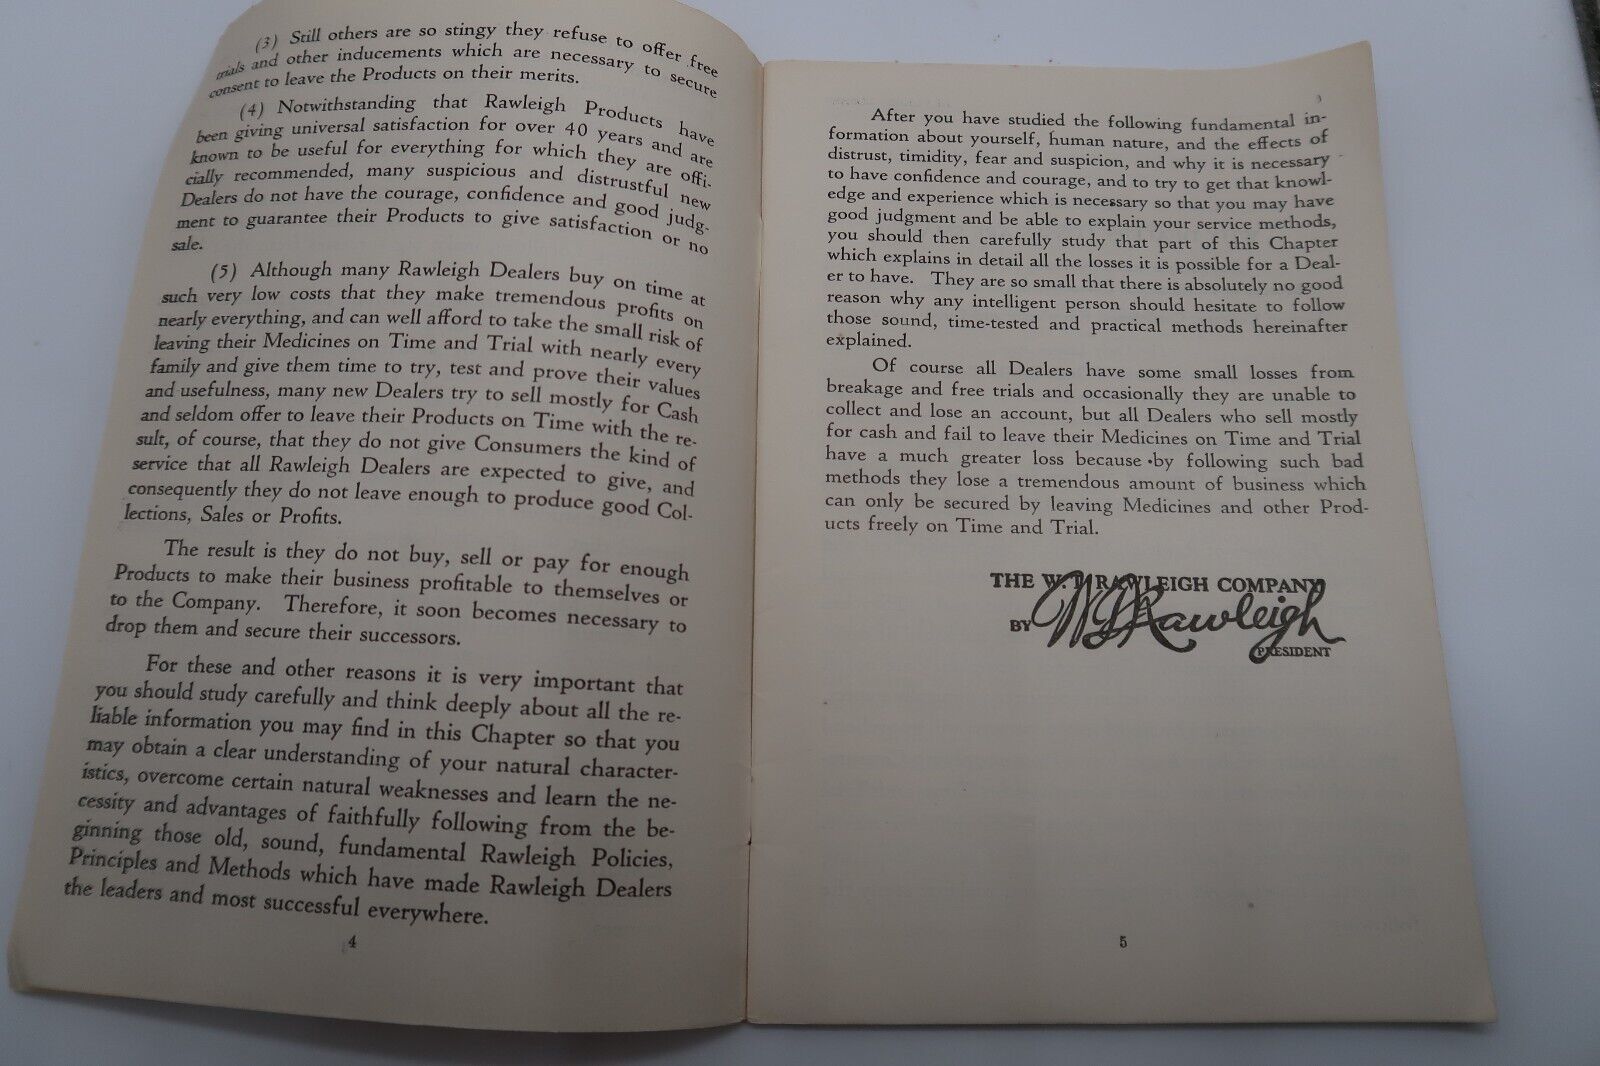 (3) Still others are so stingy they refuse to offer free
trials and other inducements which are necessary to secure
consent to leave the Products on their merits.
(4) Notwithstanding that Rawleigh Products have
been giving universal satisfaction for over 40 years and are
known to be useful for everything for which they are offi-
cially recommended, many suspicious and distrustful new
Dealers do not have the courage, confidence and good judg-
ment to guarantee their Products to give satisfaction or no
sale.
(5) Although many Rawleigh Dealers buy on time at
such very low costs that they make tremendous profits on
nearly everything, and can well afford to take the small risk of
leaving their Medicines on Time and Trial with nearly every
family and give them time to try, test and prove their values
and usefulness, many new Dealers try to sell mostly for Cash
and seldom offer to leave their Products on Time with the re-
sult, of course, that they do not give Consumers the kind of
service that all Rawleigh Dealers are expected to give, and
consequently they do not leave enough to produce good Col-
lections, Sales or Profits.
The result is they do not buy, sell or pay for enough
Products to make their business profitable to themselves or
to the Company. Therefore, it soon becomes necessary to
drop them and secure their successors.
For these and other reasons it is very important that
you should study carefully and think deeply about all the re-
liable information you may find in this Chapter so that you
may obtain a clear understanding of your natural character-
istics, overcome certain natural weaknesses and learn the ne-
cessity and advantages of faithfully following from the be-
ginning those old, sound, fundamental Rawleigh Policies,
Principles and Methods which have made Rawleigh Dealers
the leaders and most successful everywhere.
4
After you have studied the following fundamental in-
formation about yourself, human nature, and the effects of
distrust, timidity, fear and suspicion, and why it is necessary
to have confidence and courage, and to try to get that knowl-
edge and experience which is necessary so that you may have
good judgment and be able to explain your service methods,
you should then carefully study that part of this Chapter
which explains in detail all the losses it is possible for a Deal-
er to have. They are so small that there is absolutely no good
reason why any intelligent person should hesitate to follow
those sound, time-tested and practical methods hereinafter
explained.
Of course all Dealers have some small losses from
breakage and free trials and occasionally they are unable to
collect and lose an account, but all Dealers who sell mostly
for cash and fail to leave their Medicines on Time and Trial
have a much greater loss because by following such bad
methods they lose a tremendous amount of business which
can only be secured by leaving Medicines and other Prod-
ucts freely on Time and Trial.
THE W. T. RAWLEIGH COMPANY
BY W T Rawleigh
PRESIDENT
5